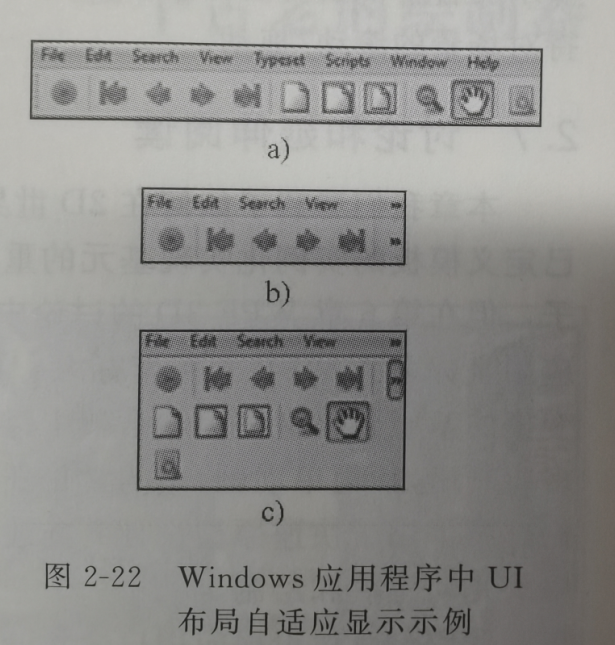 File Edit Search View Typeset Scripts Window Help
a)
File Edit Search View »
»
b)
File Edit Search View »
»
c)
图 2-22 Windows 应用程序中 UI
布局自适应显示示例